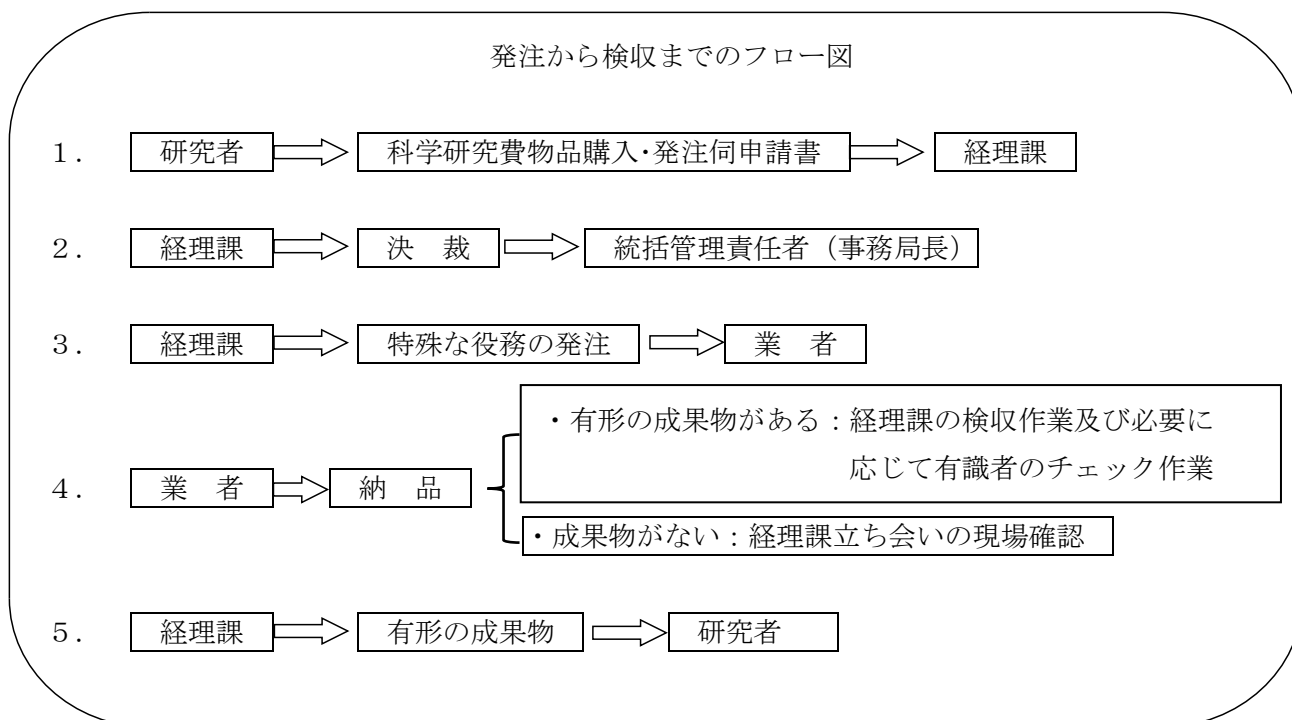 発注から検収までのフロー図
1. 研究者 科学研究費物品購入・発注伺申請書 経理課
2. 経理課 決 裁 統括管理責任者(事務局長)
3. 経理課 特殊な役務の発注 業 者
4. 業 者 納 品
・有形の成果物がある：経理課の検収作業及び必要に
応じて有識者のチェック作業
・成果物がない：経理課立ち会いの現場確認
5. 経理課 有形の成果物 研究者